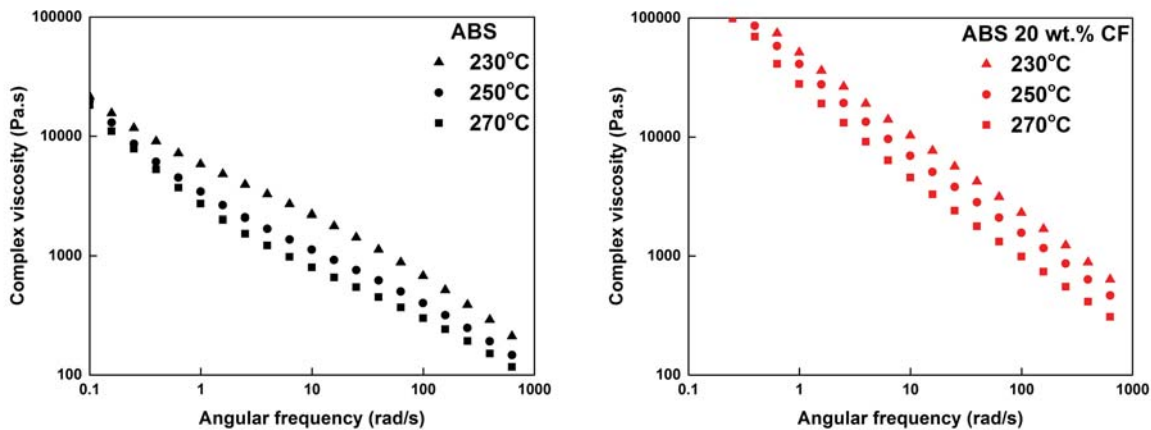 100000
10000
1000
100
0.1
1
10
100
1000
Complex viscosity (Pa.s)
Angular frequency (rad/s)
ABS
230°C
250°C
270°C
100000
10000
1000
100
0.1
1
10
100
1000
Complex viscosity (Pa.s)
Angular frequency (rad/s)
ABS 20 wt.% CF
230°C
250°C
270°C